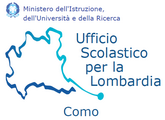 Ministero dell'Istruzione,
dell'Università e della Ricerca
Ufficio
Scolastico
per la
Lombardia
Como